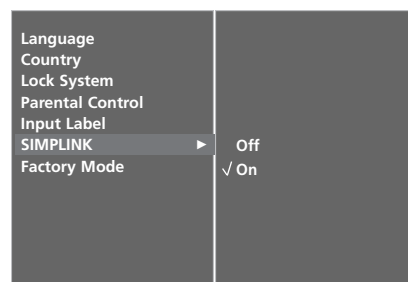 Language
Country
Lock System
Parental Control
Input Label
SIMPLINK ►
Off
Factory Mode
√ On